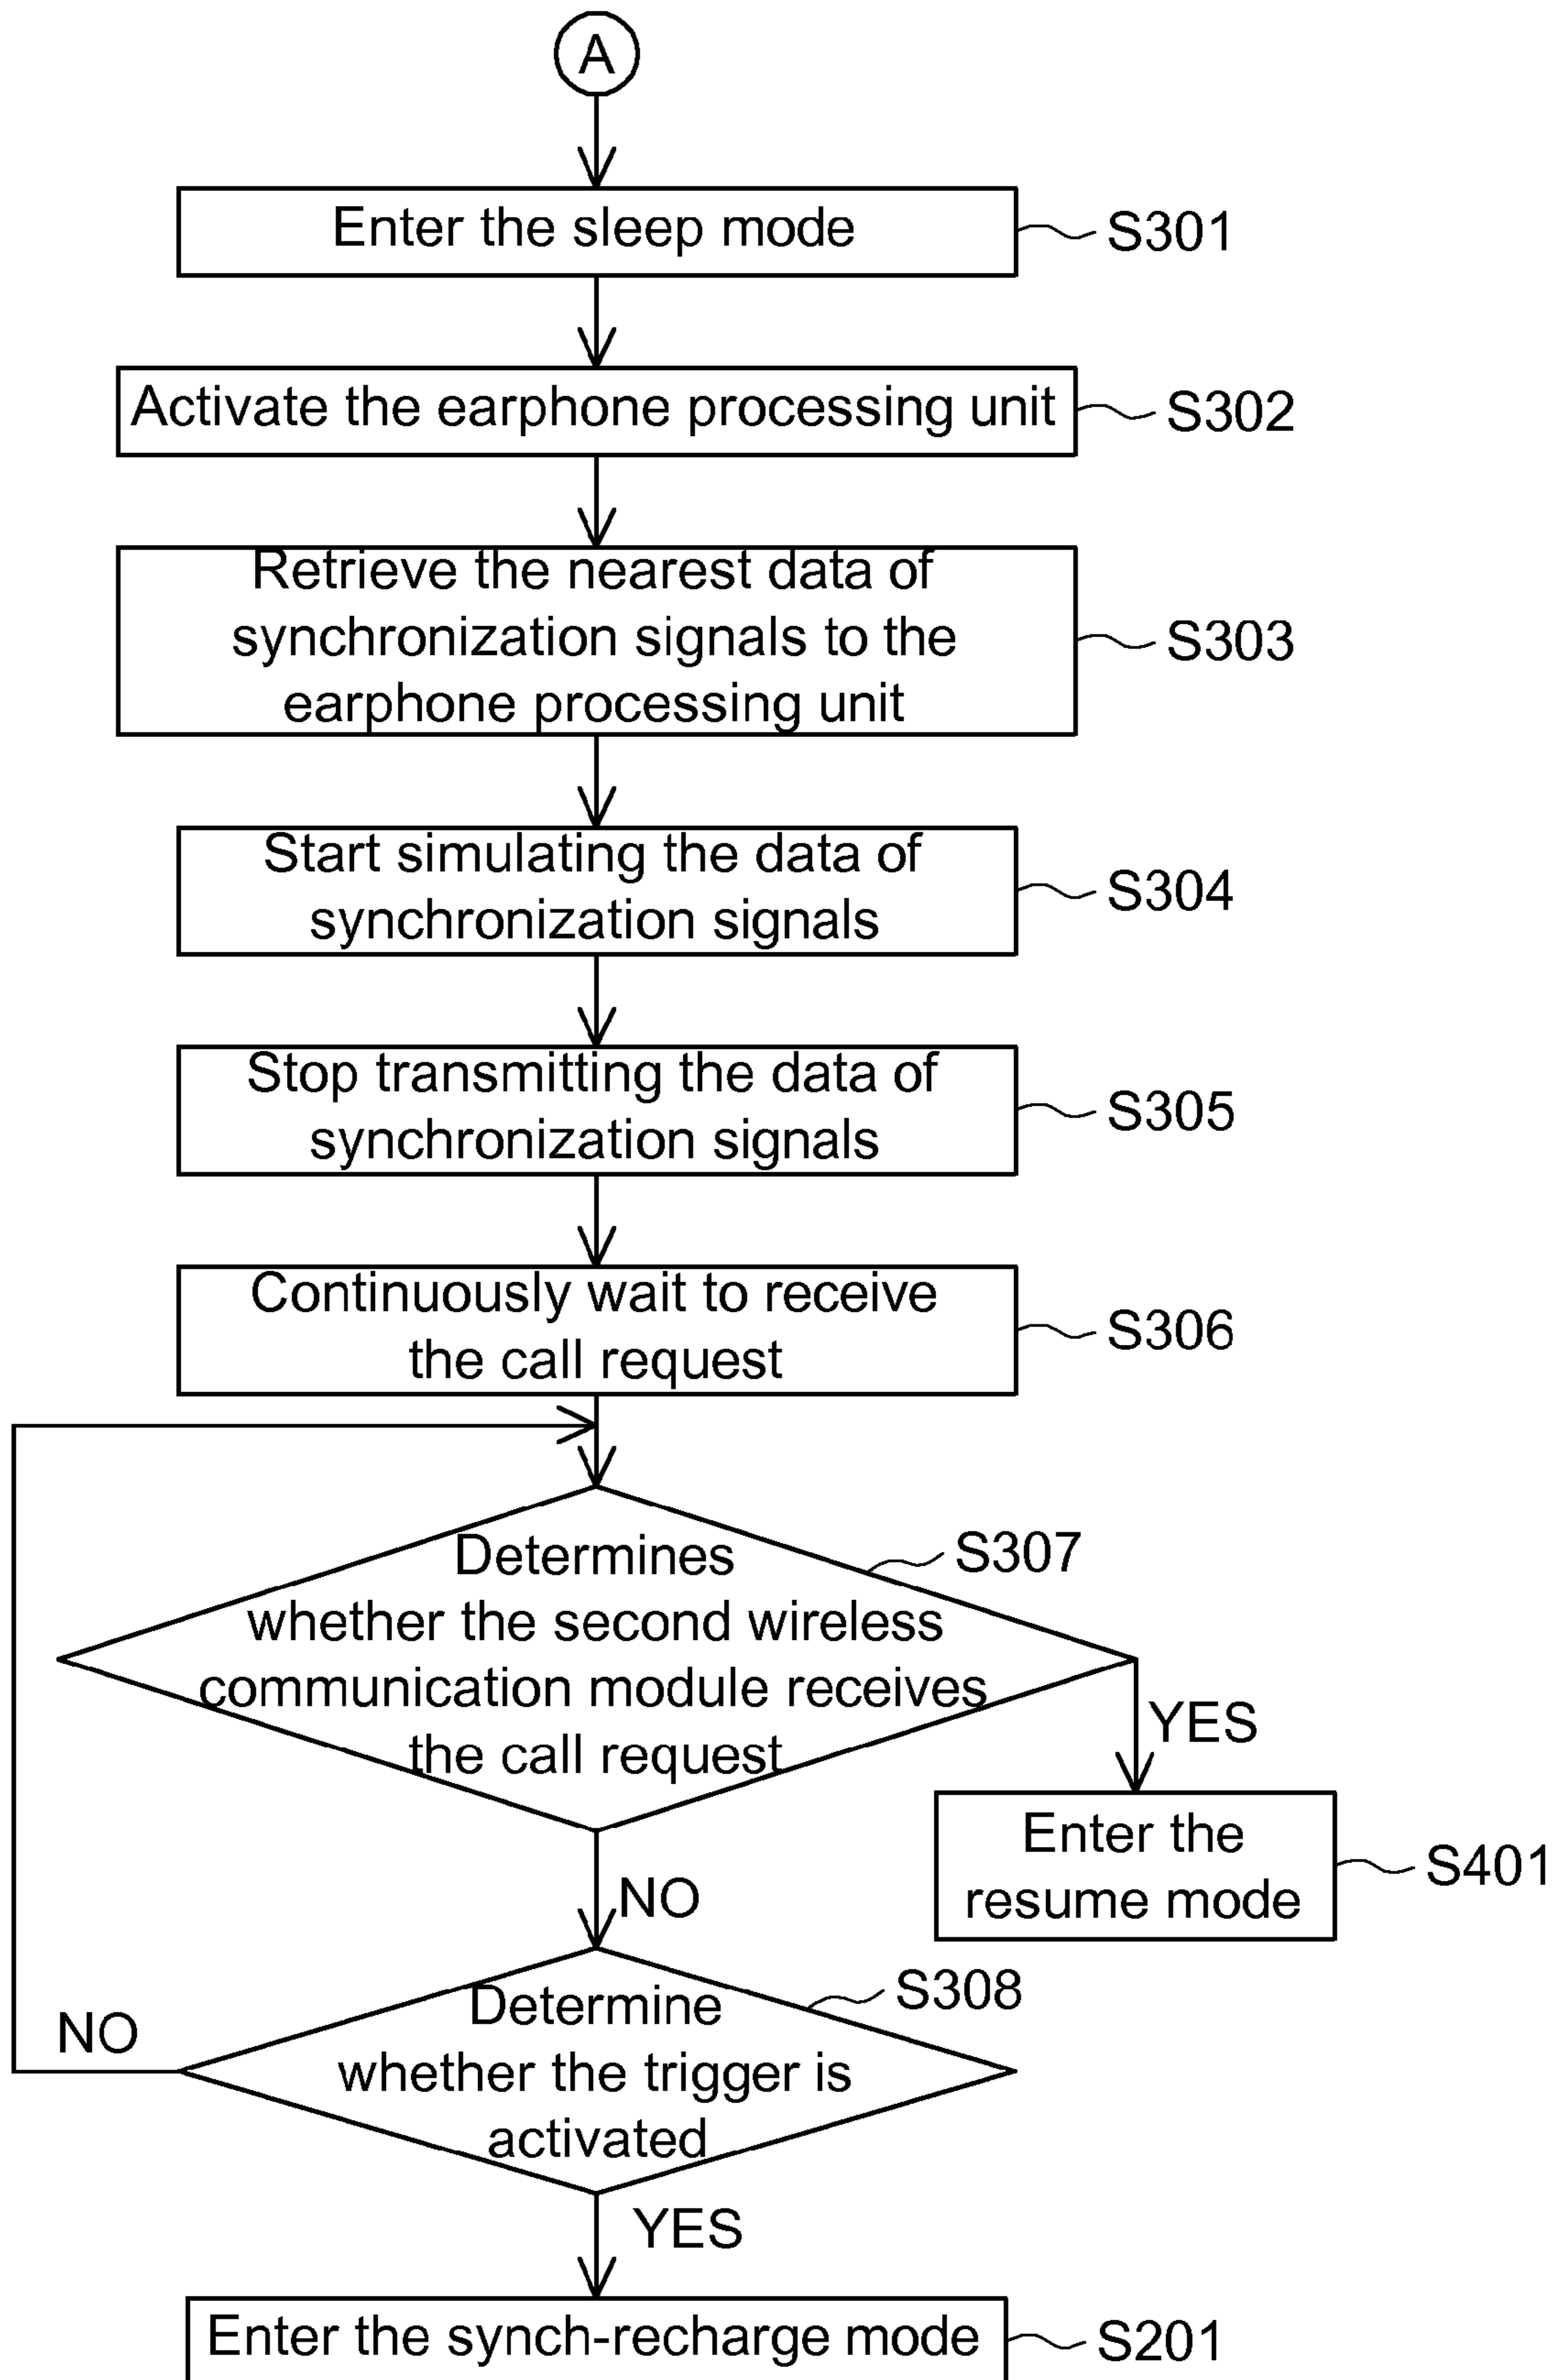 A
Enter the sleep mode
S301
Activate the earphone processing unit
S302
Retrieve the nearest data of
synchronization signals to the
earphone processing unit
S303
Start simulating the data of
synchronization signals
S304
Stop transmitting the data of
synchronization signals
S305
Continuously wait to receive
the call request
S306
Determines
whether the second wireless
communication module receives
the call request
S307
YES
Enter the
resume mode
S401
NO
Determine
whether the trigger is
activated
S308
NO
YES
Enter the synch-recharge mode
S201